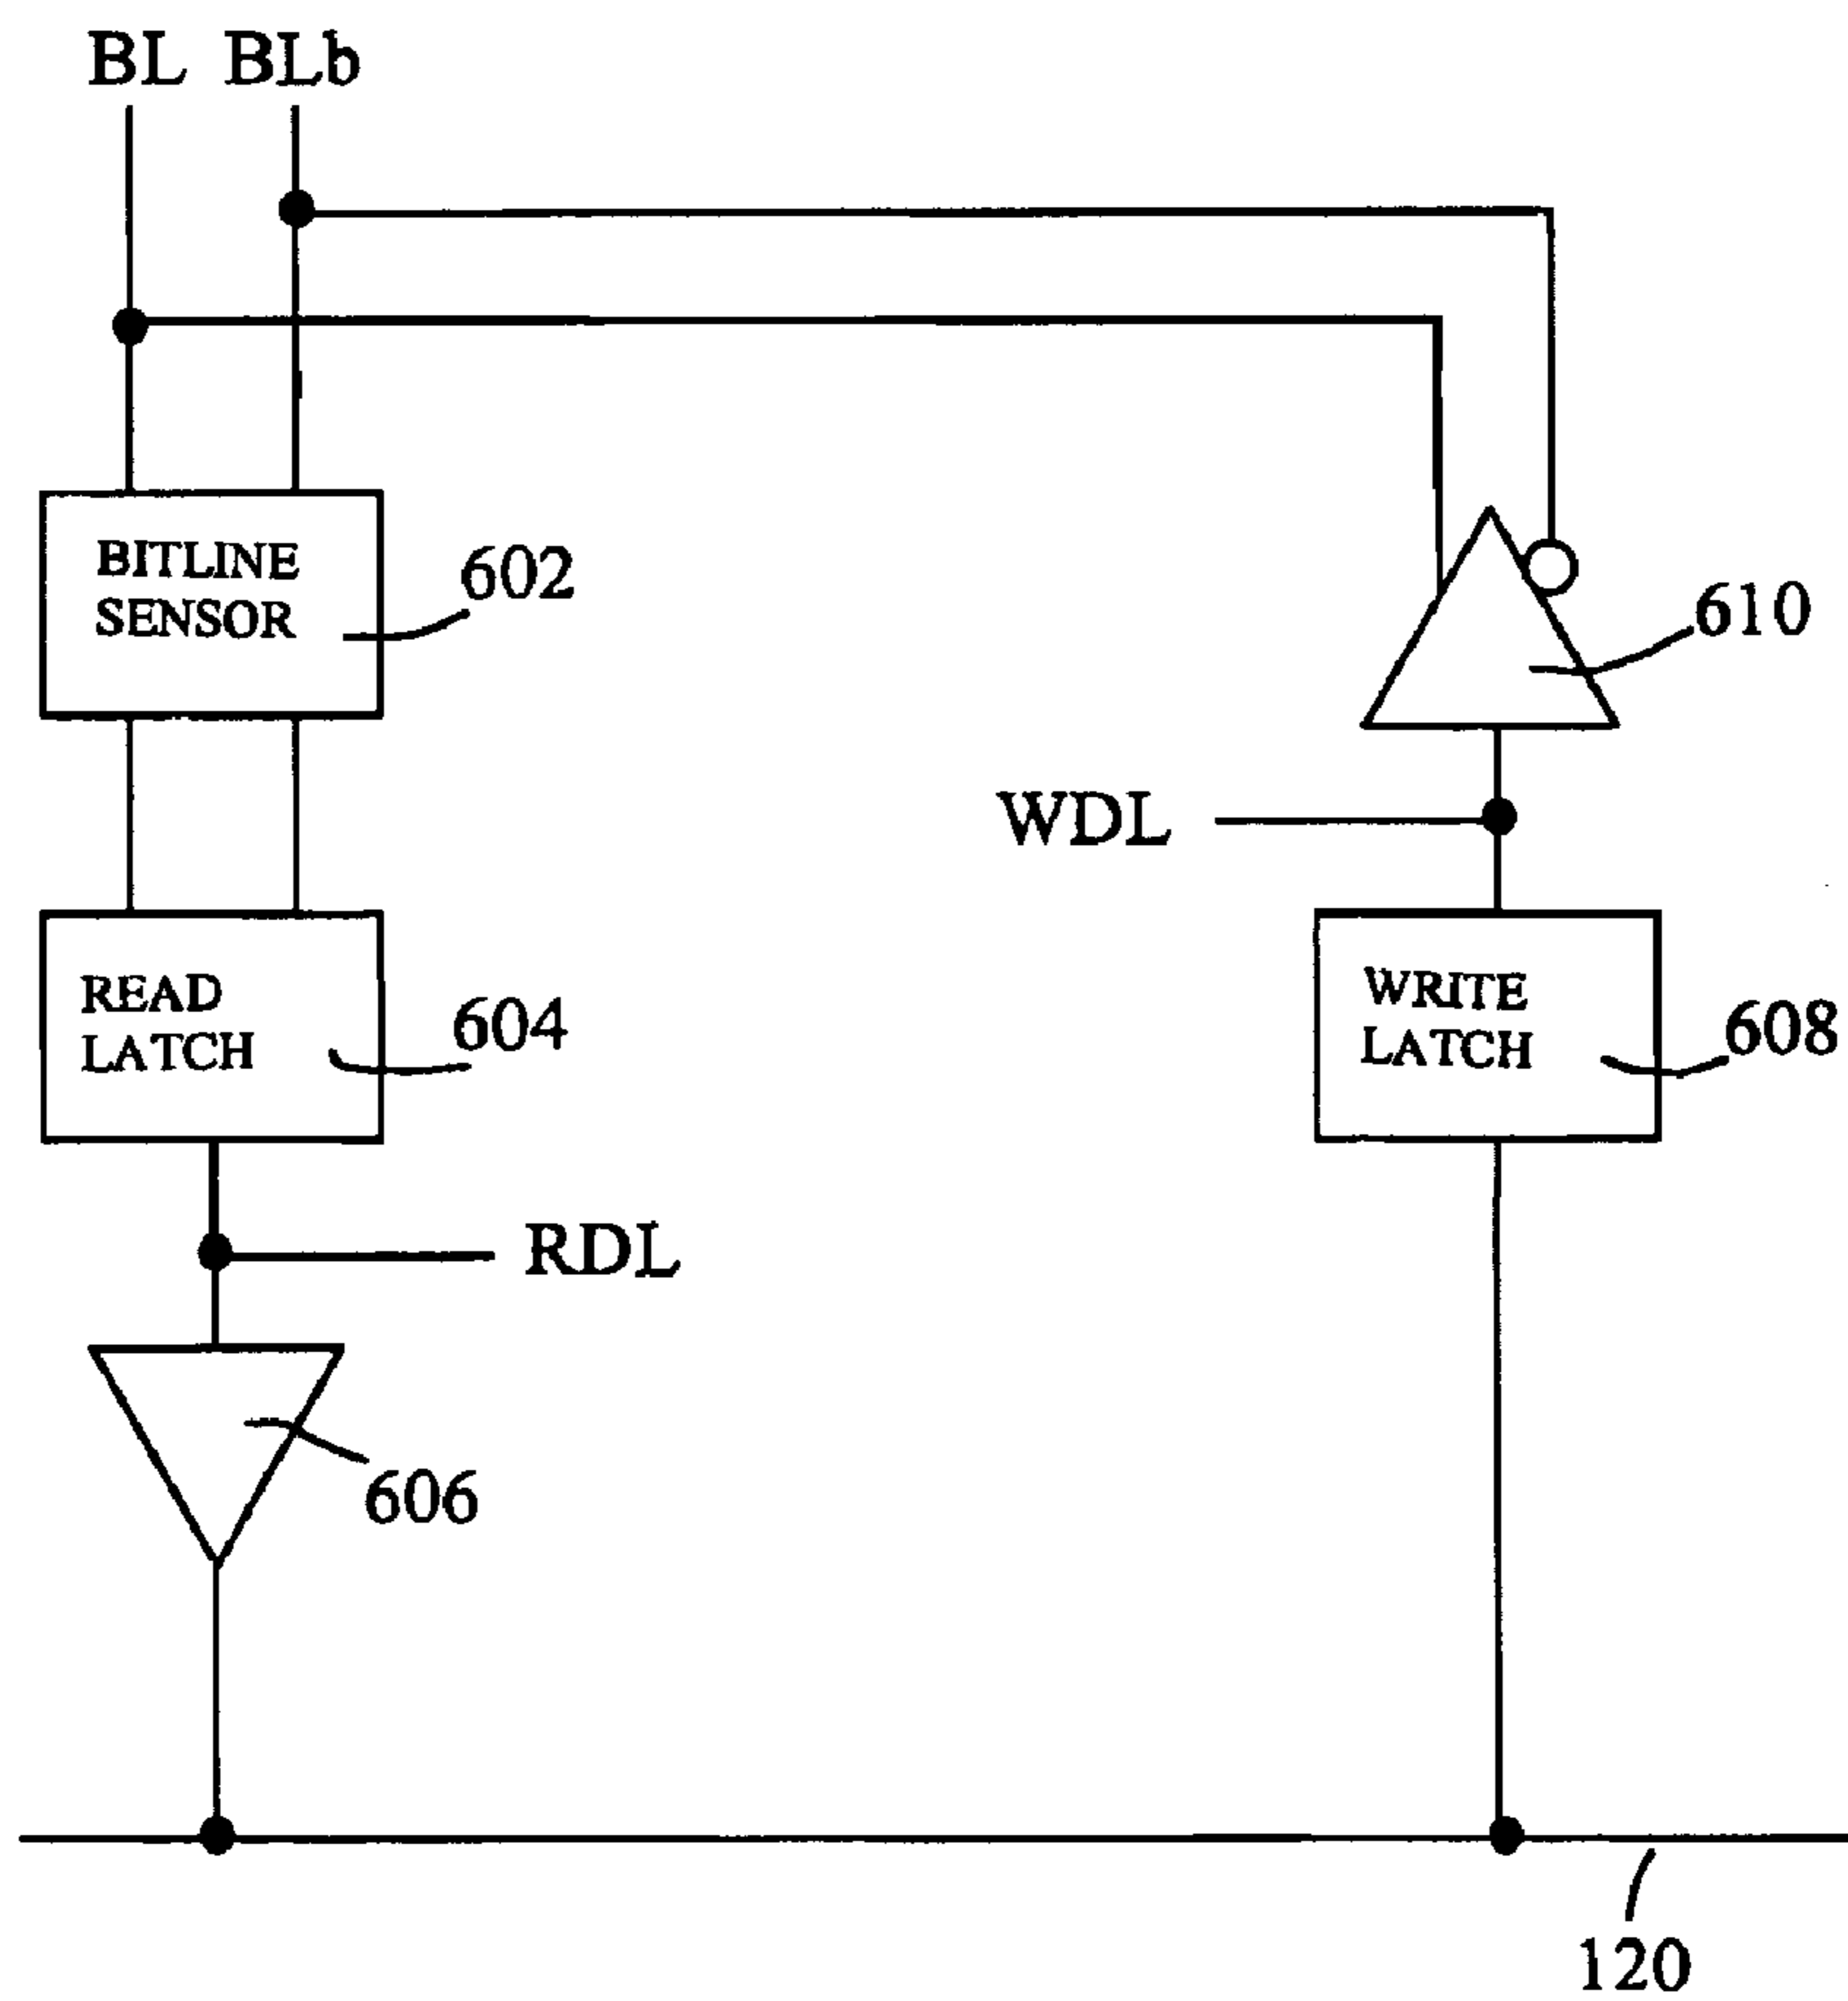 BL BLb
BITLINE
SENSOR
602
610
WDL
READ
LATCH
604
WRITE
LATCH
608
RDL
606
120